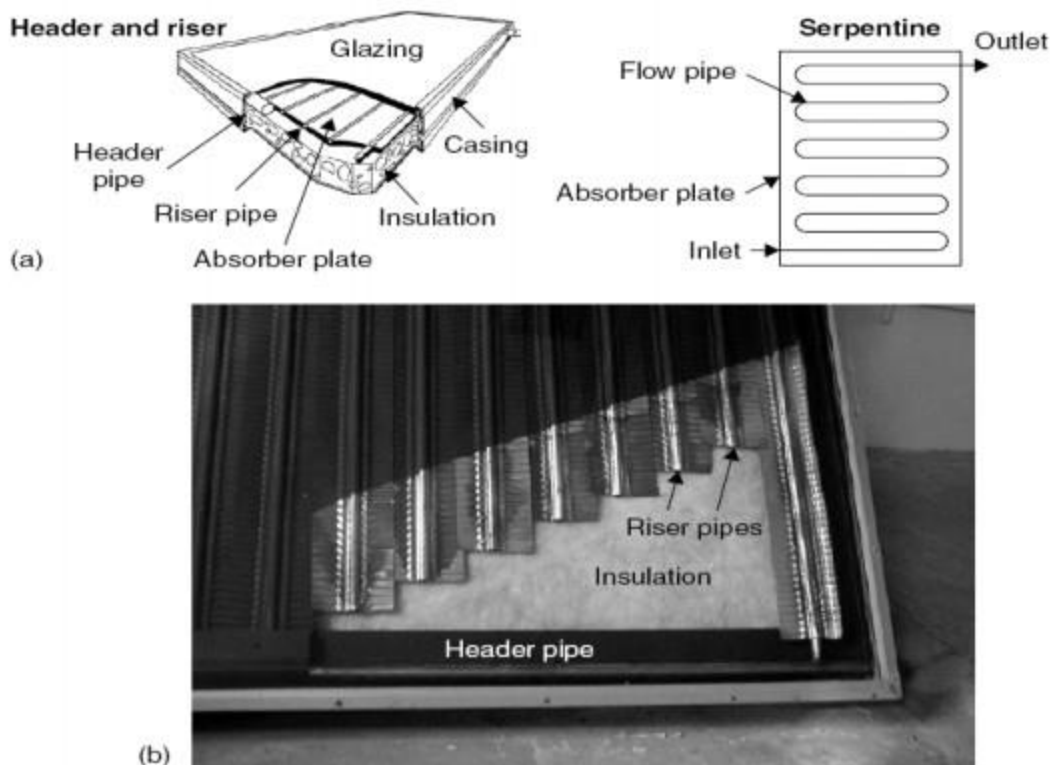 Header and riser
Glazing
Header
pipe
Casing
Riser pipe
Insulation
Absorber plate
(a)
Serpentine
Outlet
Flow pipe
Absorber plate
Inlet
Riser pipes
Insulation
Header pipe
(b)